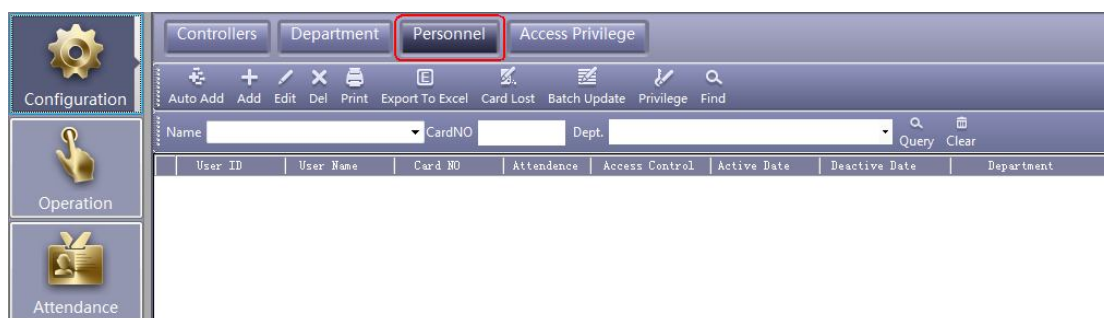 Controllers Department Personnel Access Privilege
Configuration
Auto Add Add Edit Del Print Export To Excel Card Lost Batch Update Privilege Find
Name CardNO Dept. Query Clear
User ID User Name Card NO Attendence Access Control Active Date Deactive Date Department
Operation
Attendance